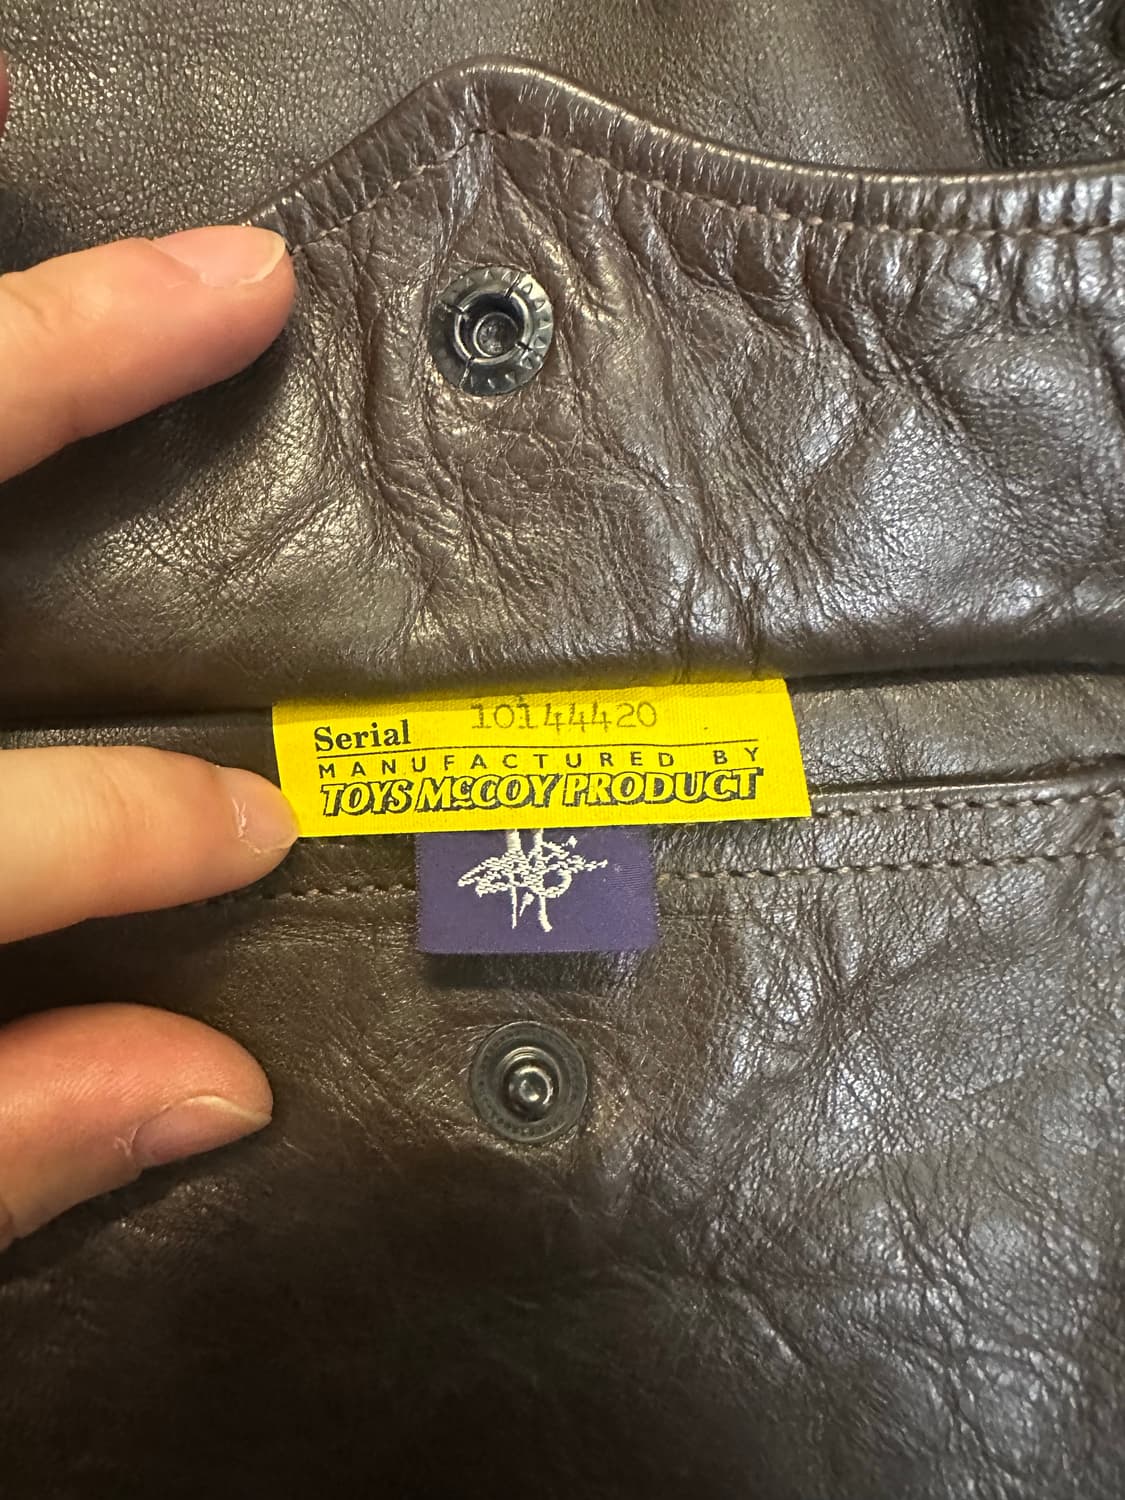 Serial 10144420
MANUFACTURED BY
TOYS McCOY PRODUCT